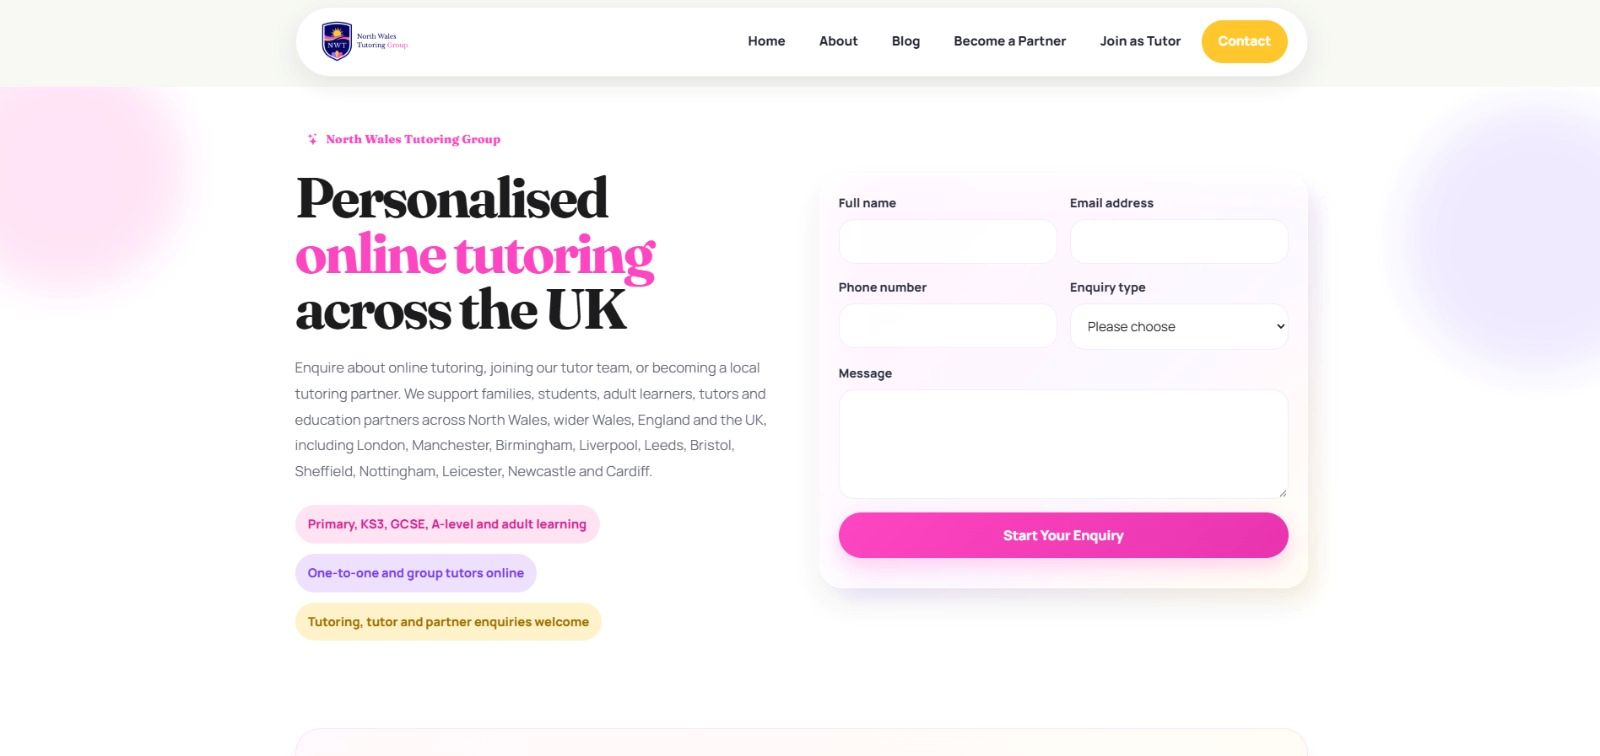 NWT
North Wales
Tutoring Group
Home
About
Blog
Become a Partner
Join as Tutor
Contact
North Wales Tutoring Group
Personalised
online tutoring
across the UK
Enquire about online tutoring, joining our tutor team, or becoming a local
tutoring partner. We support families, students, adult learners, tutors and
education partners across North Wales, wider Wales, England and the UK,
including London, Manchester, Birmingham, Liverpool, Leeds, Bristol,
Sheffield, Nottingham, Leicester, Newcastle and Cardiff.
Primary, KS3, GCSE, A-level and adult learning
One-to-one and group tutors online
Tutoring, tutor and partner enquiries welcome
Full name
Email address
Phone number
Enquiry type
Please choose
Message
Start Your Enquiry